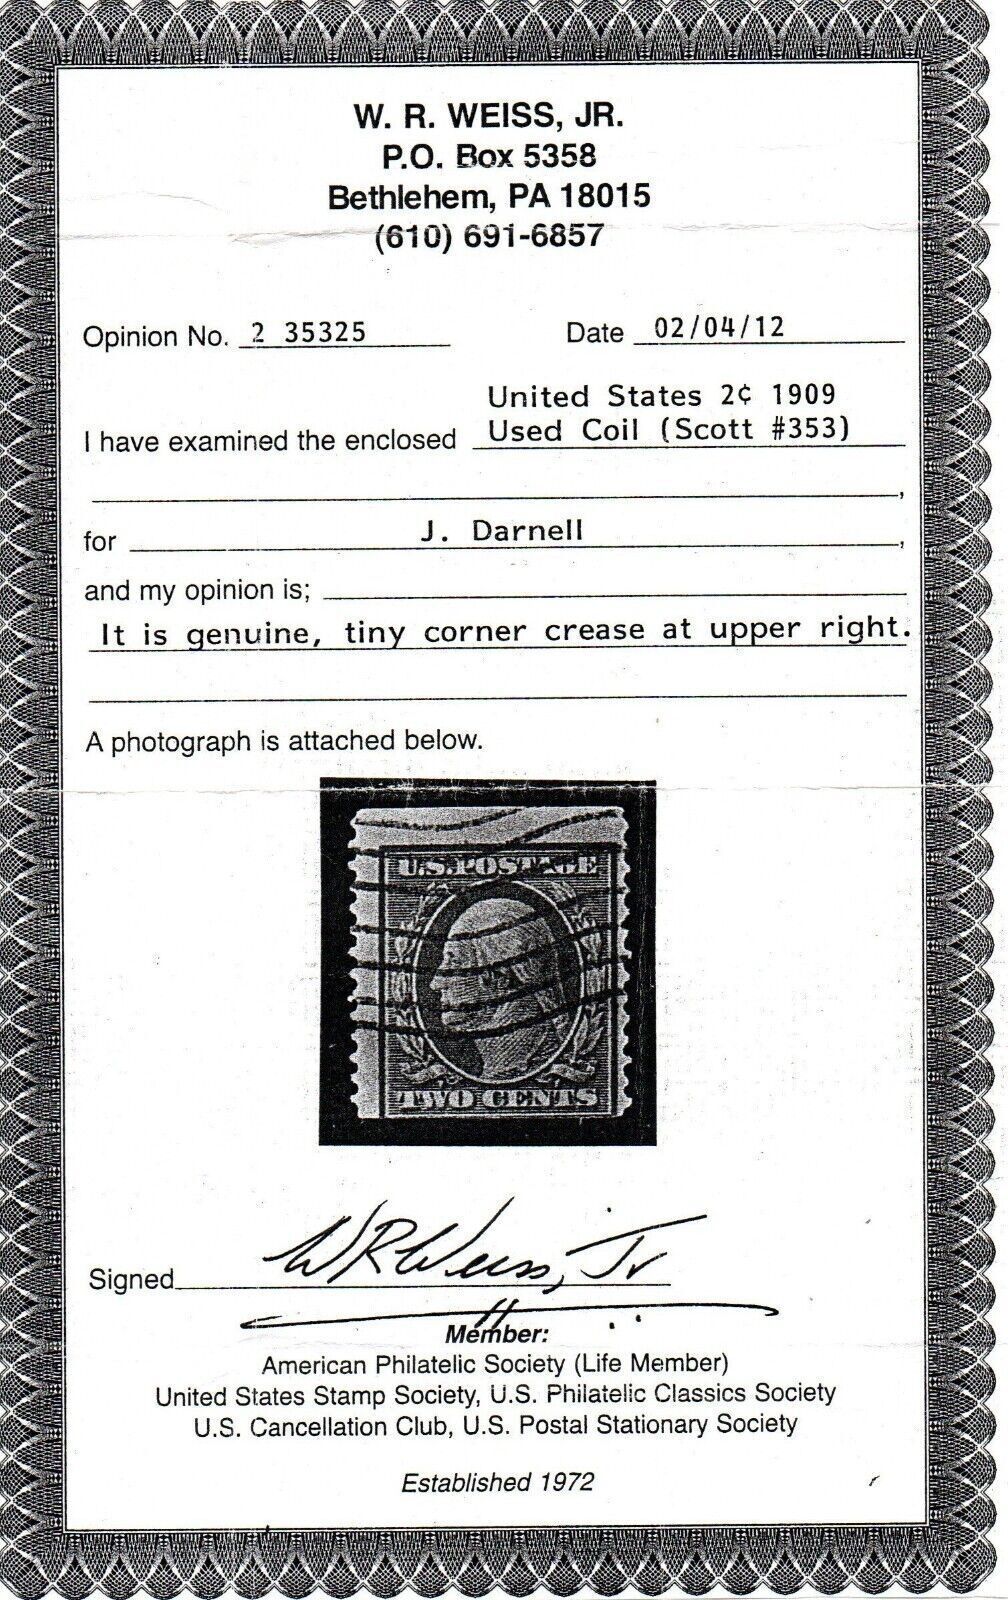 W. R. WEISS, JR.
P.O. Box 5358
Bethlehem, PA 18015
(610) 691-6857
Opinion No. 2 35325 Date 02/04/12
United States 2¢ 1909
I have examined the enclosed Used Coil (Scott #353)
,
for J. Darnell ,
and my opinion is;
It is genuine, tiny corner crease at upper right.
A photograph is attached below.
U.S. POSTAGE
TWO CENTS
Signed WRWeiss, Jr
Member:
American Philatelic Society (Life Member)
United States Stamp Society, U.S. Philatelic Classics Society
U.S. Cancellation Club, U.S. Postal Stationary Society
Established 1972